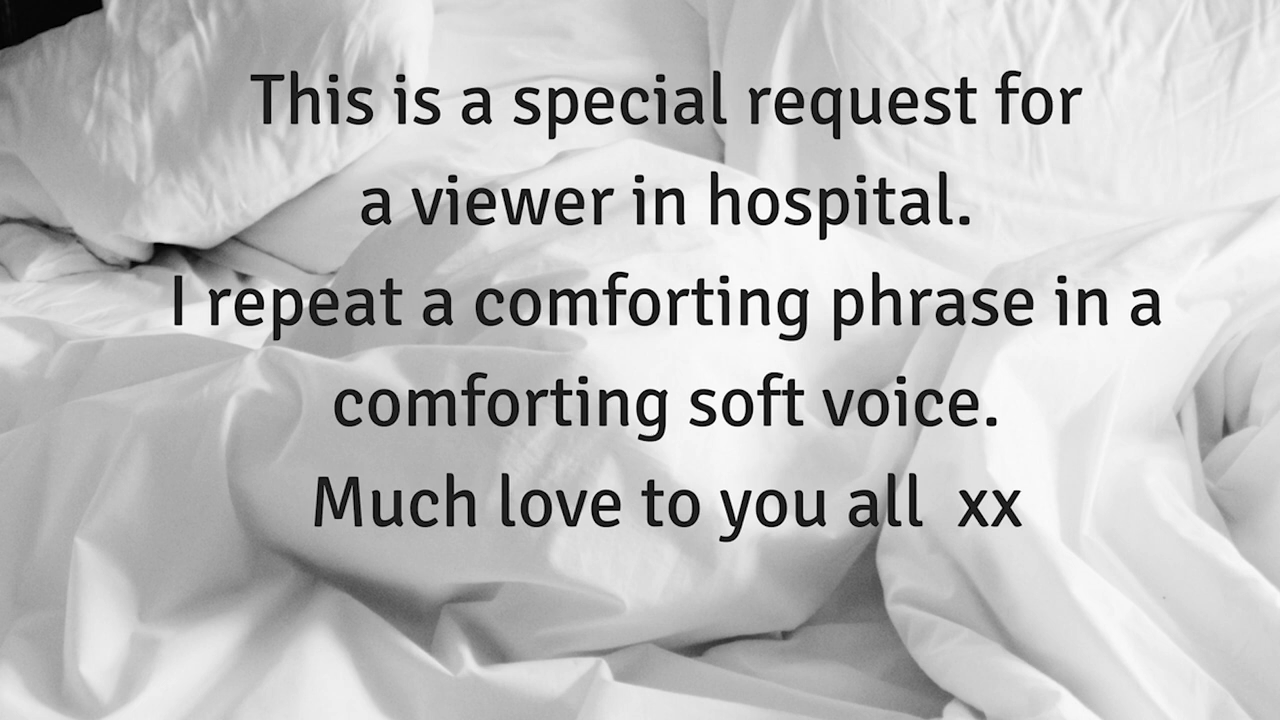 This is a special request for
a viewer in hospital.
I repeat a comforting phrase in a
comforting soft voice.
Much love to you all  xx